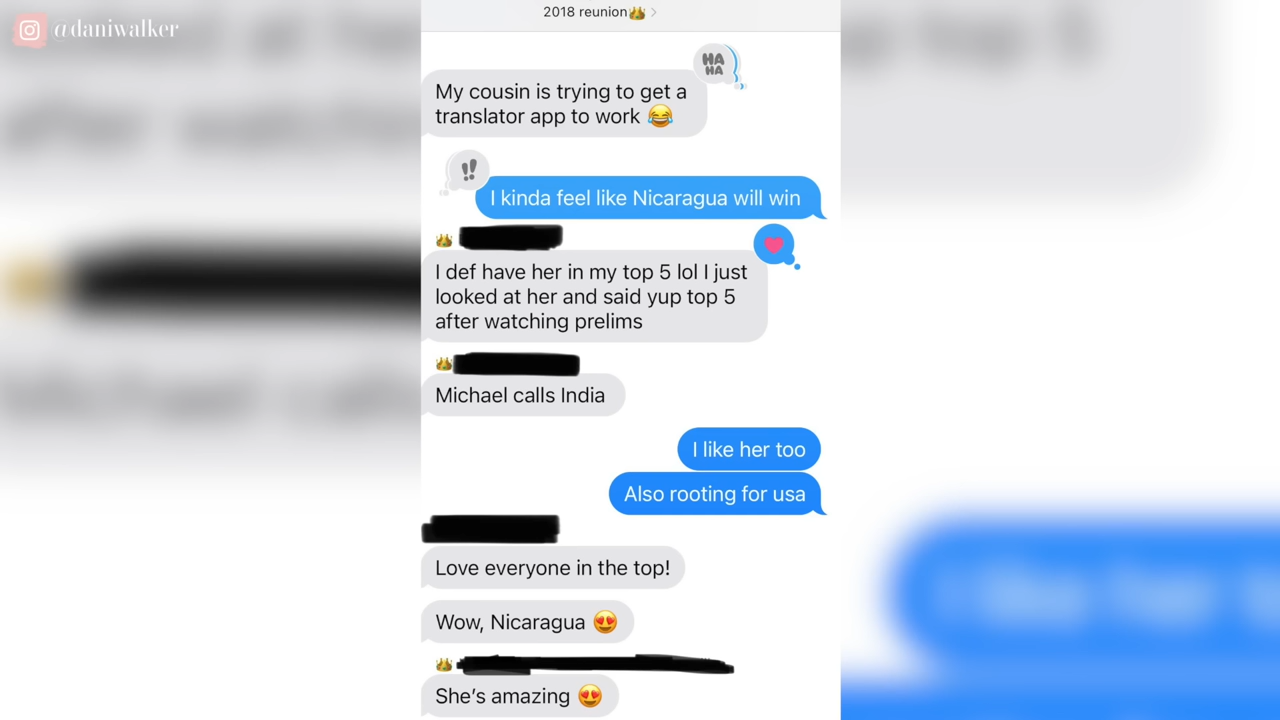 @daniwalker
2018 reunion👑 >
HA
HA
My cousin is trying to get a
translator app to work 😂
!!
I kinda feel like Nicaragua will win
👑
I def have her in my top 5 lol I just
looked at her and said yup top 5
after watching prelims
👑
Michael calls India
I like her too
Also rooting for usa
Love everyone in the top!
Wow, Nicaragua 😍
👑
She's amazing 😍